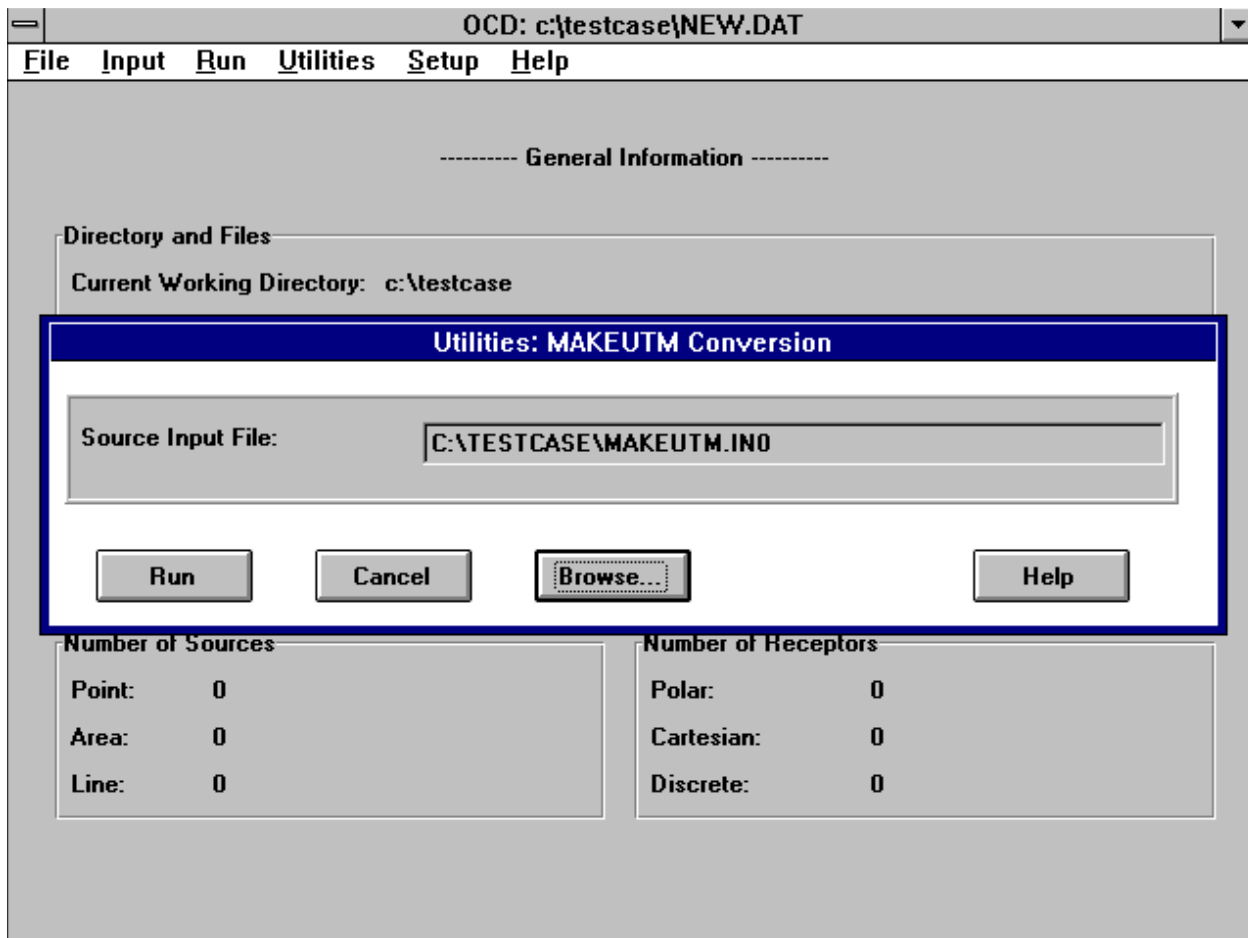 OCD: c:\testcase\NEW.DAT
File Input Run Utilities Setup Help
---------- General Information ----------
Directory and Files
Current Working Directory: c:\testcase
Utilities: MAKEUTM Conversion
Source Input File: C:\TESTCASE\MAKEUTM.IN0
Run Cancel Browse... Help
Number of Sources Number of Receptors
Point: 0 Polar: 0
Area: 0 Cartesian: 0
Line: 0 Discrete: 0